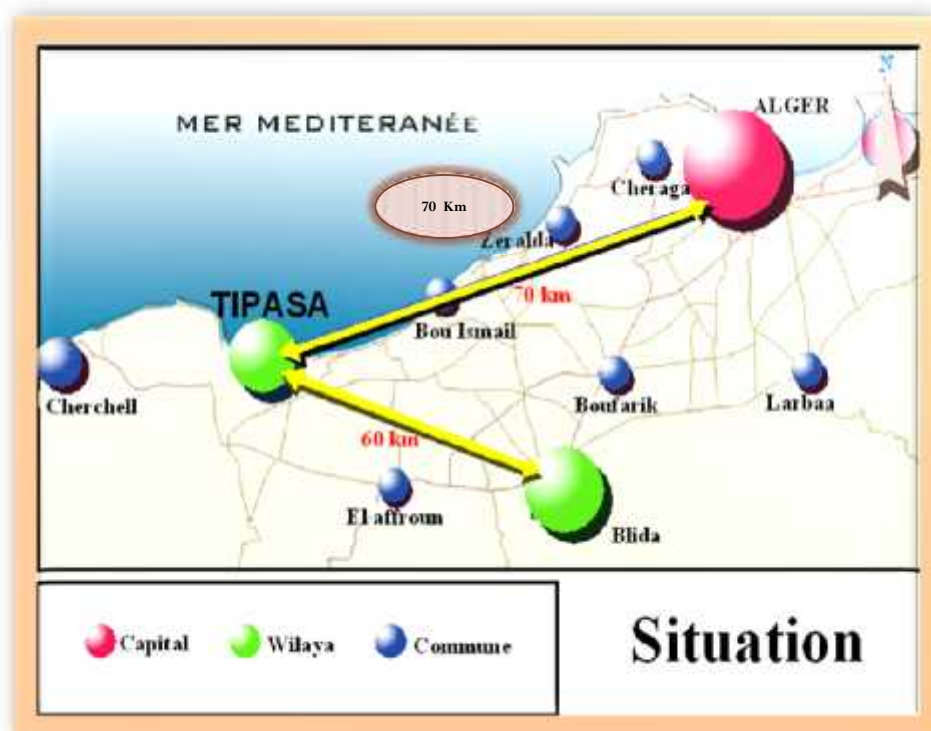 N
ALGER
MER MEDITERANÉE
Cheraga
70 Km
Zeralda
70 km
TIPASA
Bou Ismail
Cherchell
Boufarik
Larbaa
60 km
El affroun
Blida
Capital
Wilaya
Commune
Situation